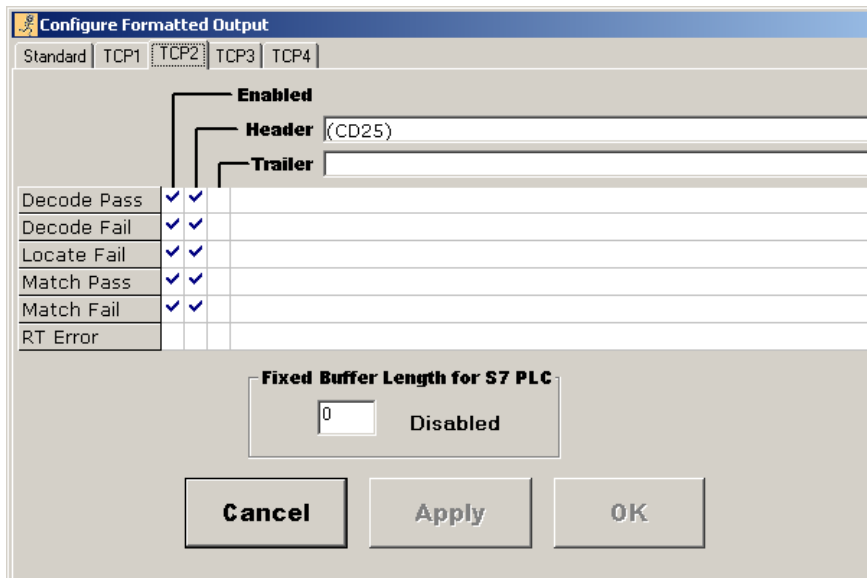 Configure Formatted Output
Standard TCP1 TCP2 TCP3 TCP4
Enabled
Header (CD25)
Trailer
Decode Pass
Decode Fail
Locate Fail
Match Pass
Match Fail
RT Error
Fixed Buffer Length for S7 PLC
0 Disabled
Cancel Apply OK